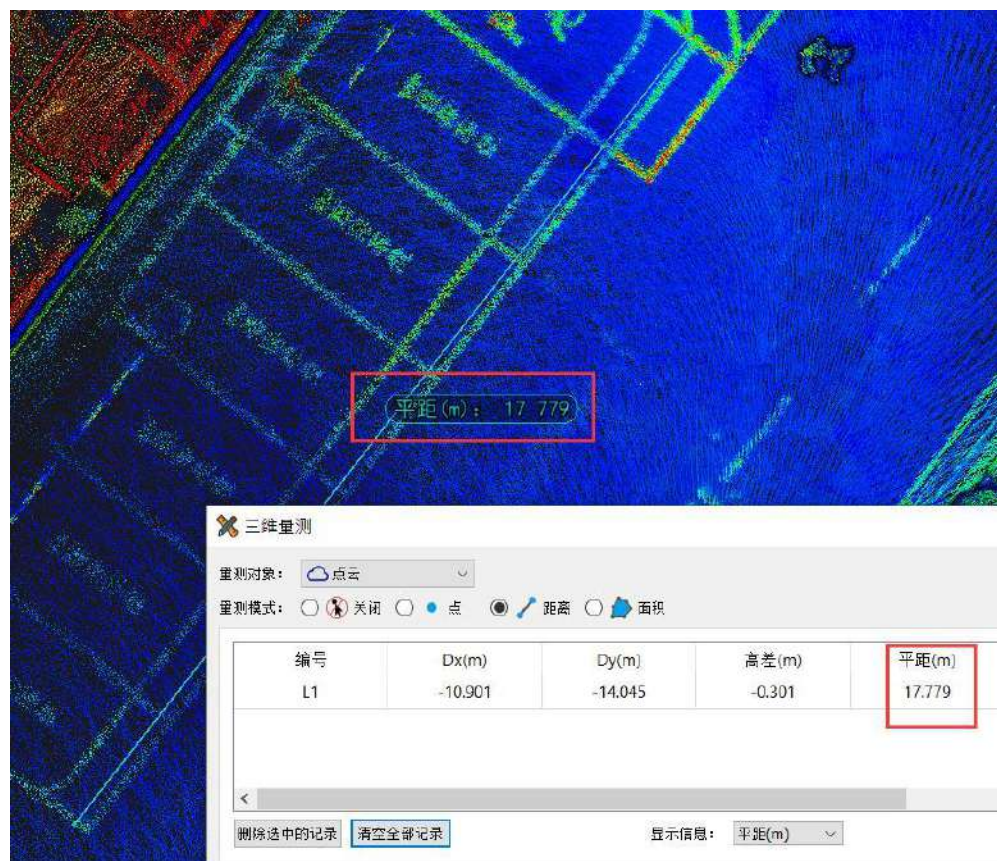 平距(m)： 17 779
三维量测
量测对象： 点云
量测模式： 关闭 点 距离 面积
编号 Dx(m) Dy(m) 高差(m) 平距(m)
L1 -10.901 -14.045 -0.301 17.779
删除选中的记录 清空全部记录 显示信息： 平距(m)